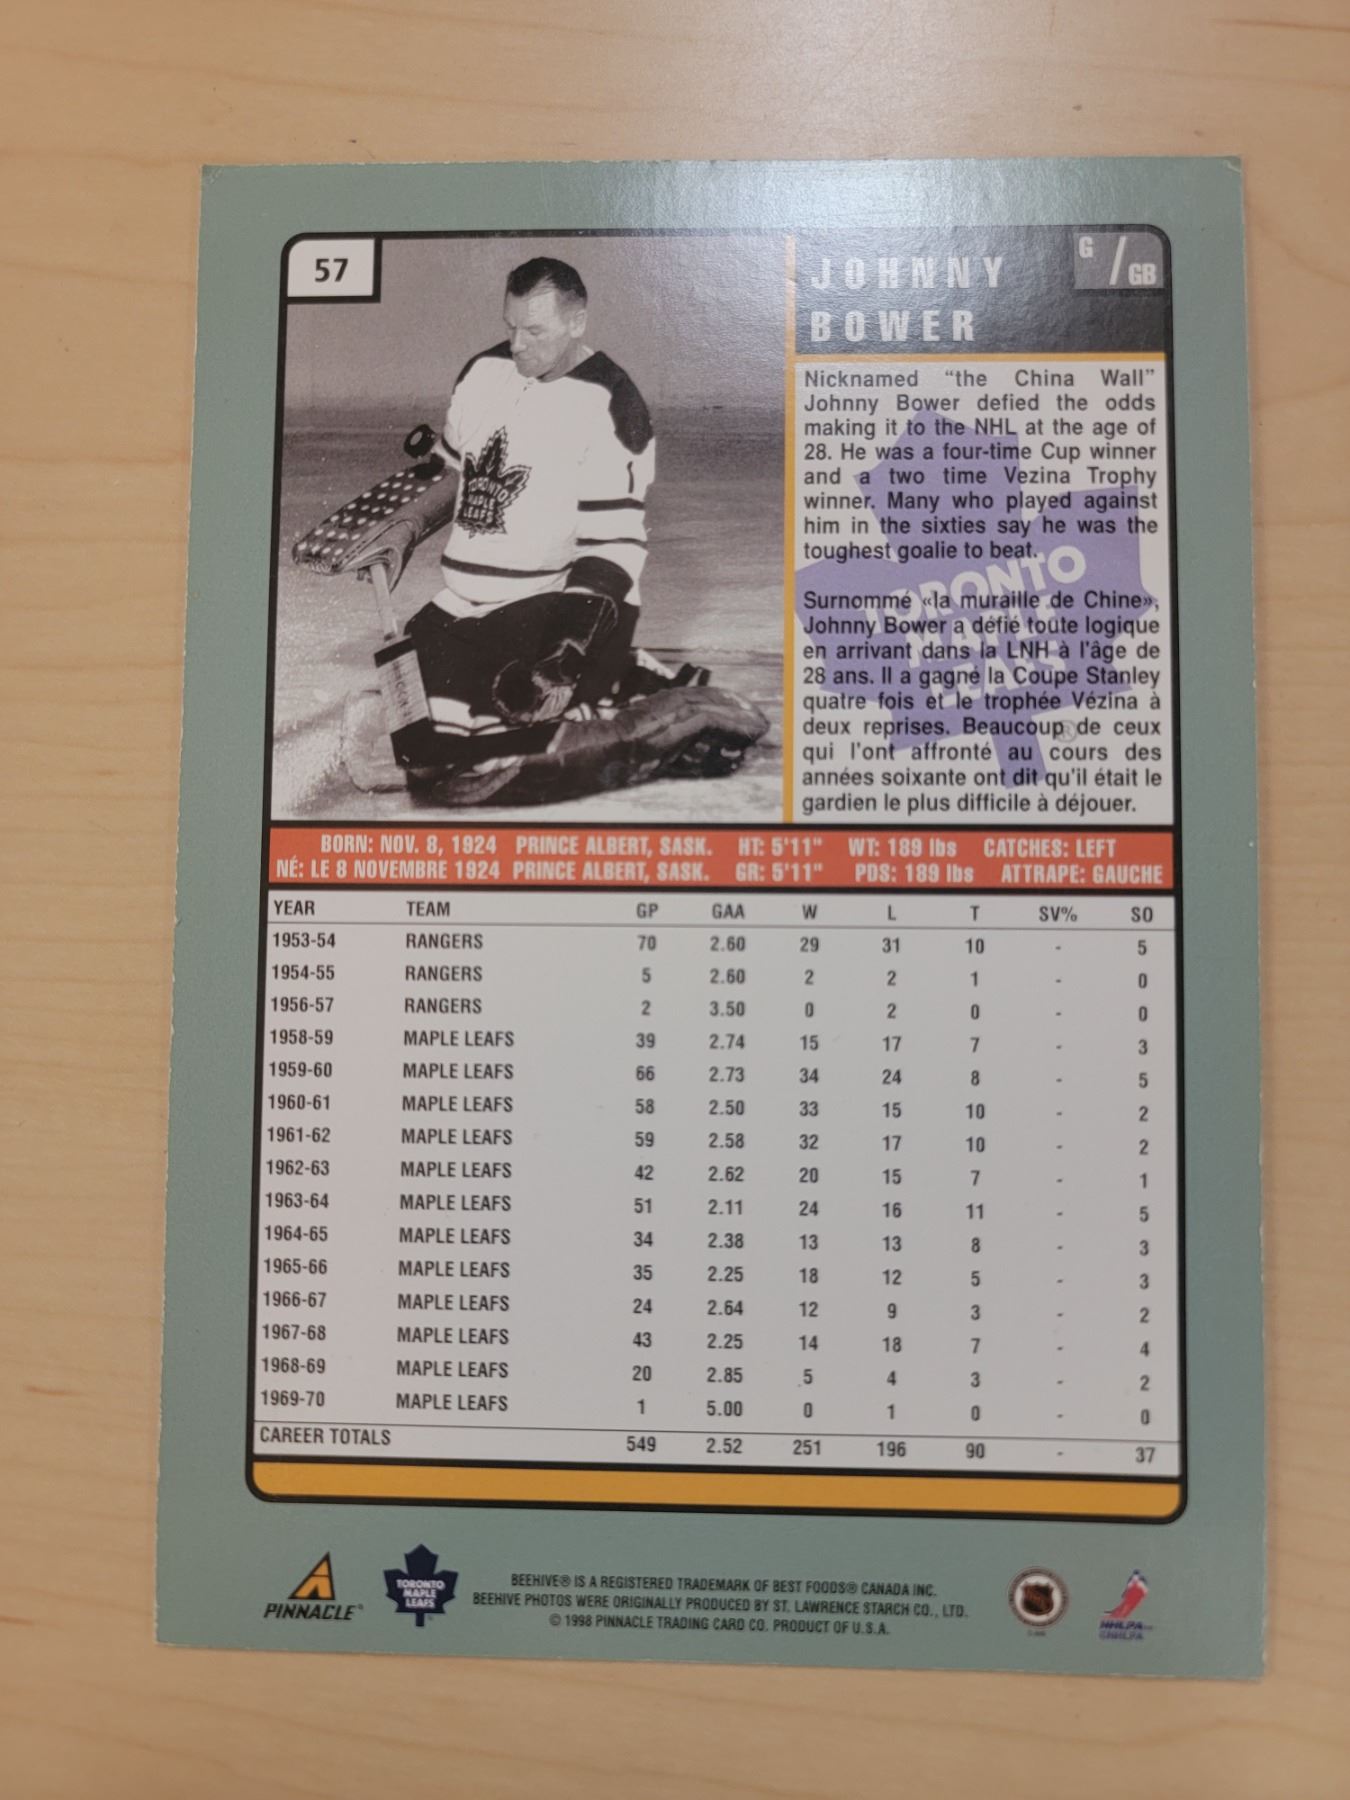 57
JOHNNY
BOWER
G / GB
Nicknamed "the China Wall"
Johnny Bower defied the odds
making it to the NHL at the age of
28. He was a four-time Cup winner
and a two time Vezina Trophy
winner. Many who played against
him in the sixties say he was the
toughest goalie to beat.
Surnommé «la muraille de Chine»,
Johnny Bower a défié toute logique
en arrivant dans la LNH à l'âge de
28 ans. Il a gagné la Coupe Stanley
quatre fois et le trophée Vézina à
deux reprises. Beaucoup de ceux
qui l'ont affronté au cours des
années soixante ont dit qu'il était le
gardien le plus difficile à déjouer.
TORONTO
MAPLE
LEAFS
®
1
TORONTO
MAPLE
LEAFS
BORN: NOV. 8, 1924 PRINCE ALBERT, SASK. HT: 5'11" WT: 189 lbs CATCHES: LEFT
NÉ: LE 8 NOVEMBRE 1924 PRINCE ALBERT, SASK. GR: 5'11" PDS: 189 lbs ATTRAPE: GAUCHE
YEAR TEAM GP GAA W L T SV% SO
1953-54 RANGERS 70 2.60 29 31 10 - 5
1954-55 RANGERS 5 2.60 2 2 1 - 0
1956-57 RANGERS 2 3.50 0 2 0 - 0
1958-59 MAPLE LEAFS 39 2.74 15 17 7 - 3
1959-60 MAPLE LEAFS 66 2.73 34 24 8 - 5
1960-61 MAPLE LEAFS 58 2.50 33 15 10 - 2
1961-62 MAPLE LEAFS 59 2.58 32 17 10 - 2
1962-63 MAPLE LEAFS 42 2.62 20 15 7 - 1
1963-64 MAPLE LEAFS 51 2.11 24 16 11 - 5
1964-65 MAPLE LEAFS 34 2.38 13 13 8 - 3
1965-66 MAPLE LEAFS 35 2.25 18 12 5 - 3
1966-67 MAPLE LEAFS 24 2.64 12 9 3 - 2
1967-68 MAPLE LEAFS 43 2.25 14 18 7 - 4
1968-69 MAPLE LEAFS 20 2.85 5 4 3 - 2
1969-70 MAPLE LEAFS 1 5.00 0 1 0 - 0
CAREER TOTALS 549 2.52 251 196 90 - 37
PINNACLE
TORONTO
MAPLE
LEAFS
BEEHIVE® IS A REGISTERED TRADEMARK OF BEST FOODS® CANADA INC.
BEEHIVE PHOTOS WERE ORIGINALLY PRODUCED BY ST. LAWRENCE STARCH CO., LTD.
© 1998 PINNACLE TRADING CARD CO. PRODUCT OF U.S.A.
NHLPA